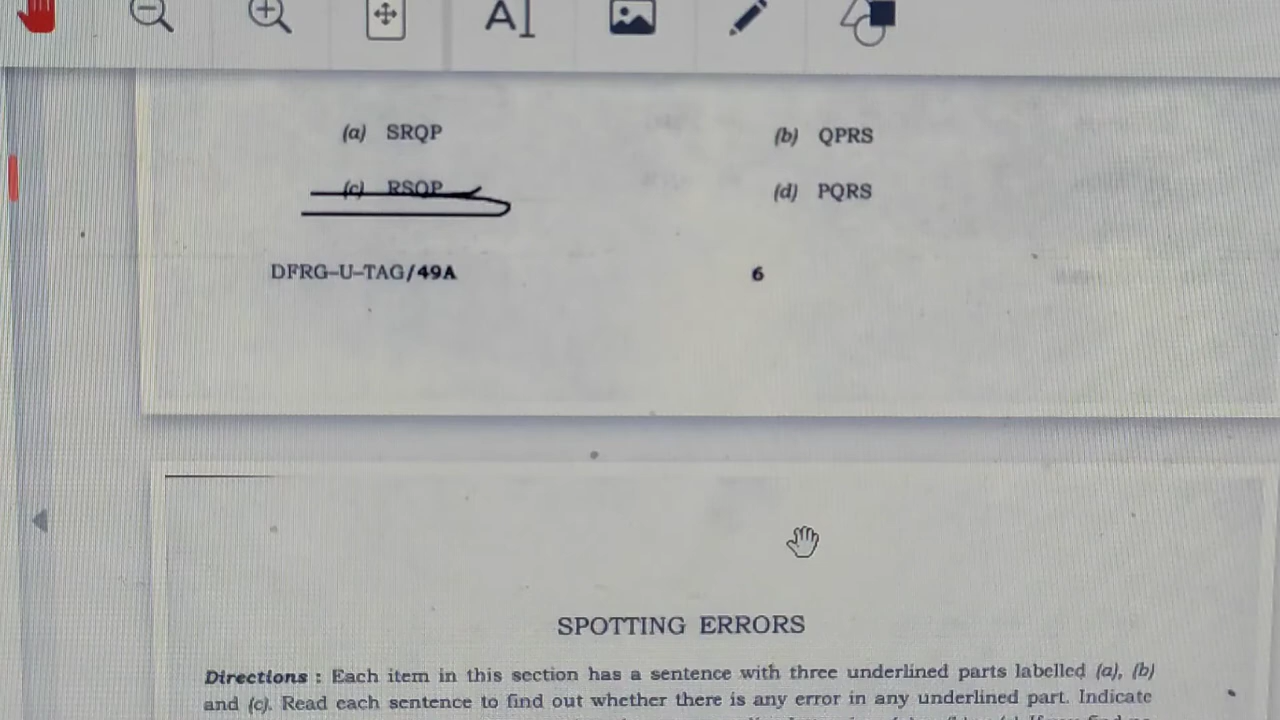 (a) SRQP
(b) QPRS
(c) RSQP
(d) PQRS
DFRG-U-TAG/49A
6
SPOTTING ERRORS
Directions : Each item in this section has a sentence with three underlined parts labelled (a), (b)
and (c). Read each sentence to find out whether there is any error in any underlined part. Indicate